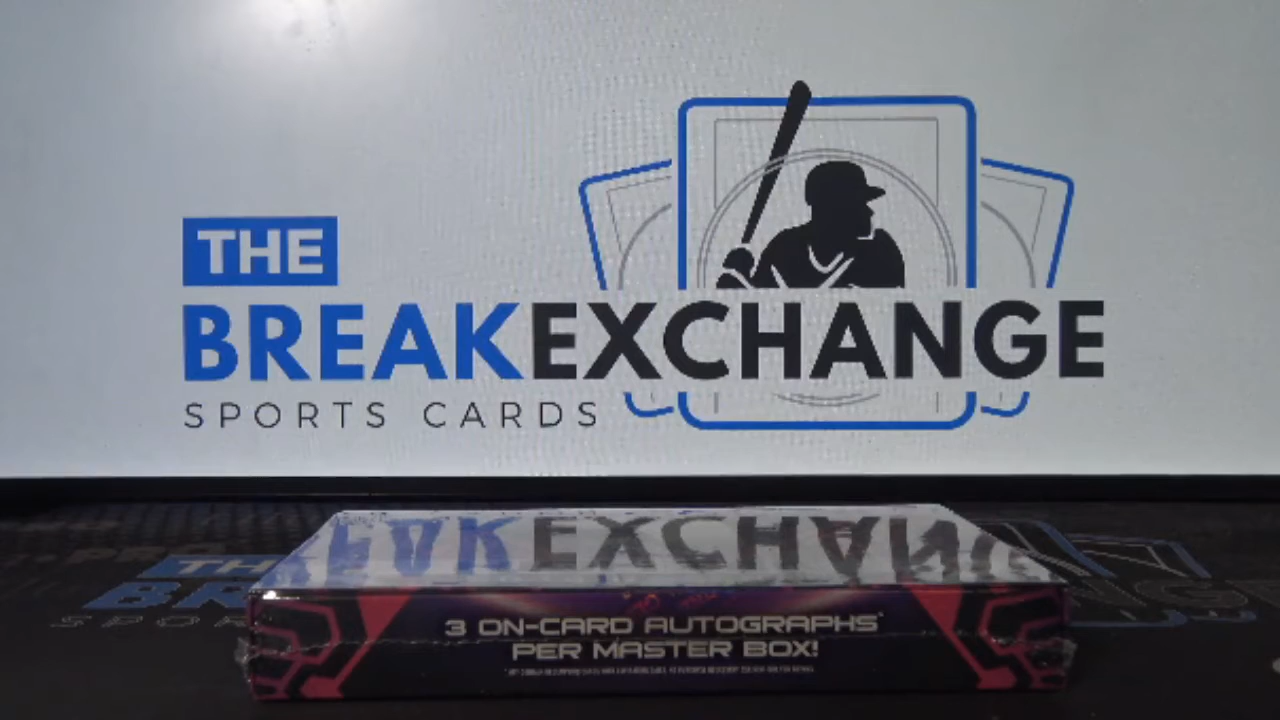 THE
BREAKEXCHANGE
SPORTS CARDS
3 ON-CARD AUTOGRAPHS*
PER MASTER BOX!